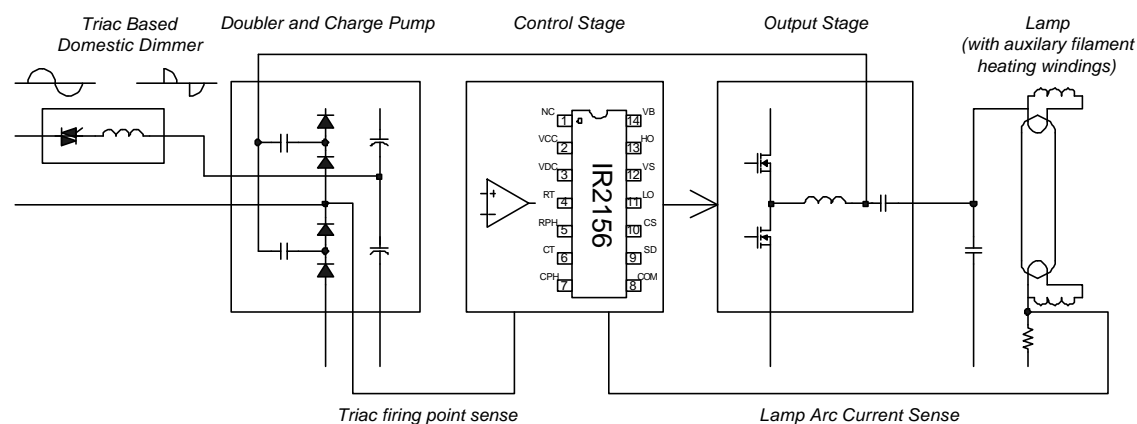 Triac Based
Domestic Dimmer
Doubler and Charge Pump
Control Stage
Output Stage
Lamp
(with auxilary filament
heating windings)
NC
1
VCC
2
VDC
3
RT
4
RPH
5
CT
6
CPH
7
IR2156
VB
14
HO
13
VS
12
LO
11
CS
10
SD
9
COM
8
Triac firing point sense
Lamp Arc Current Sense